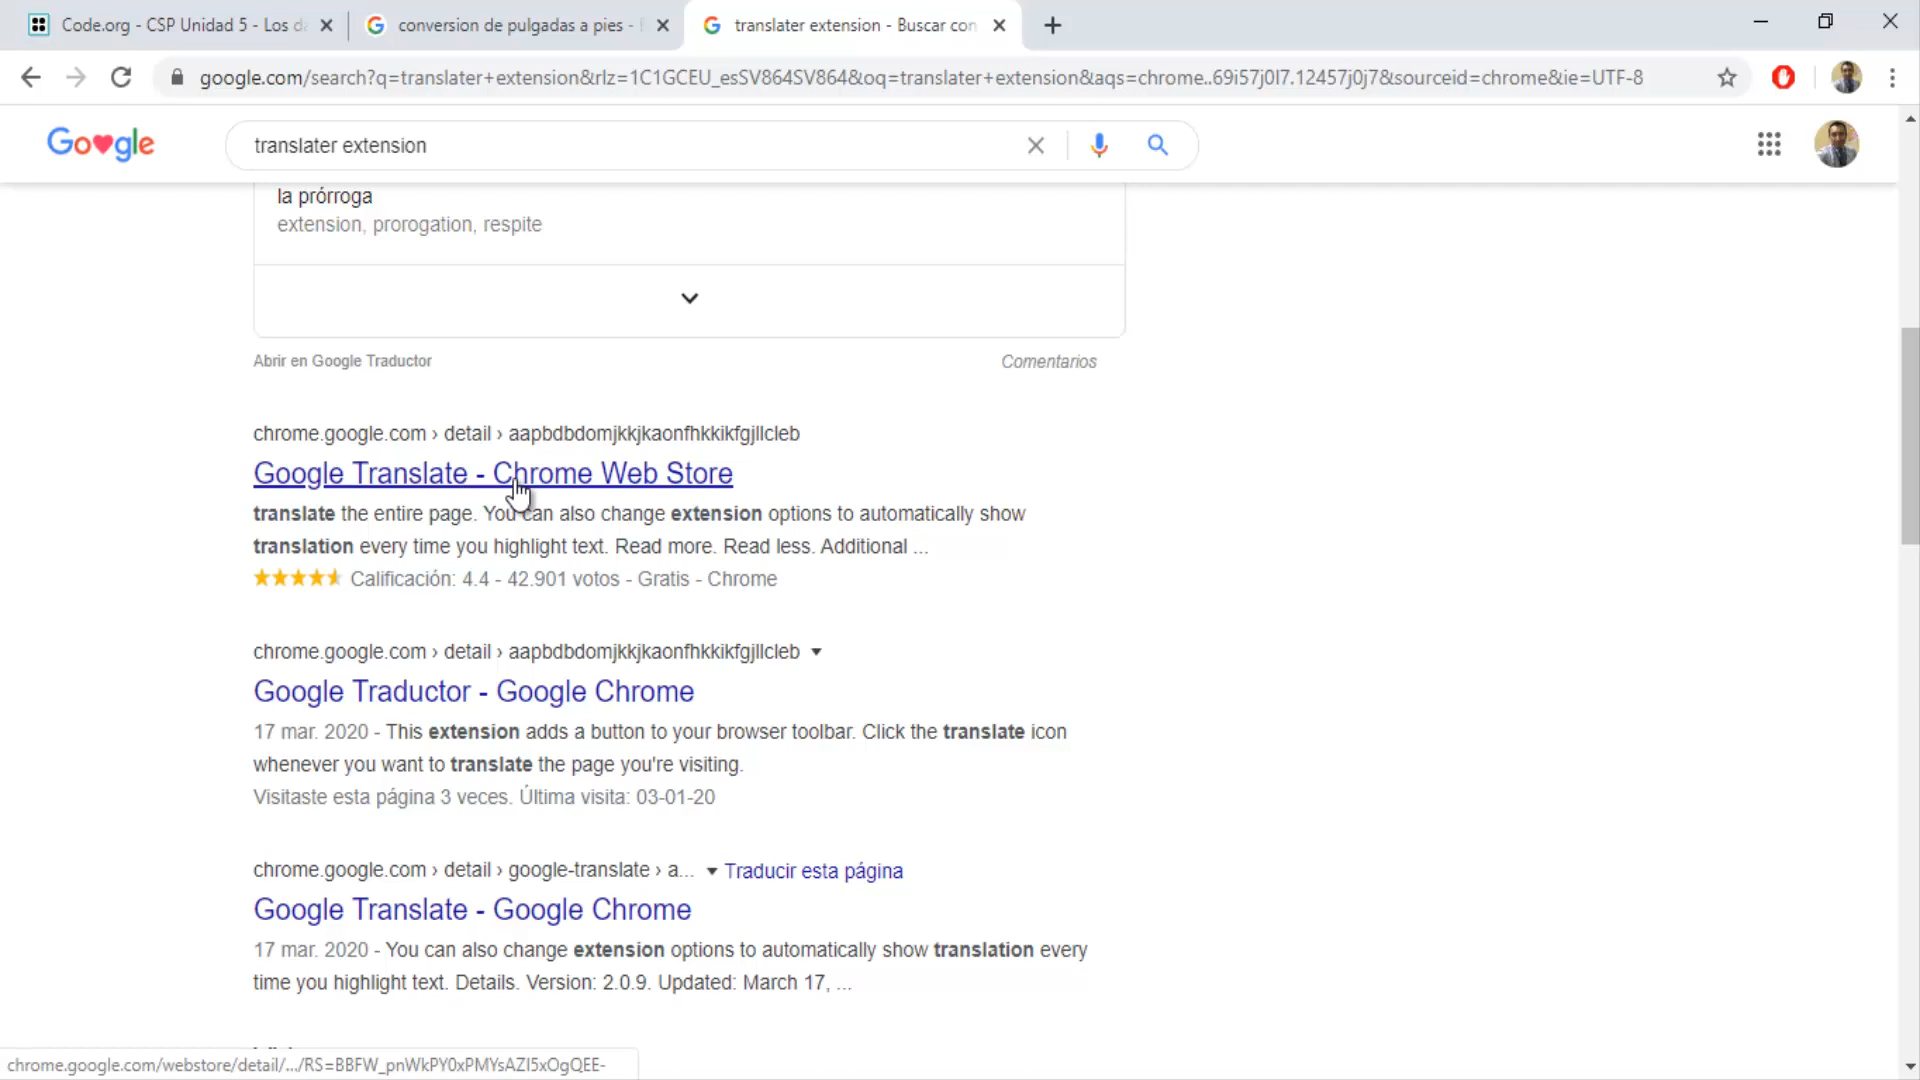 Code.org - CSP Unidad 5 - Los da
conversion de pulgadas a pies -
translater extension - Buscar con
google.com/search?q=translater+extension&rlz=1C1GCEU_esSV864SV864&oq=translater+extension&aqs=chrome..69i57j0l7.12457j0j7&sourceid=chrome&ie=UTF-8
Google
translater extension
la prórroga
extension, prorogation, respite
Abrir en Google Traductor
Comentarios
chrome.google.com › detail › aapbdbdomjkkjkaonfhkkikfgjllcleb
Google Translate - Chrome Web Store
translate the entire page. You can also change extension options to automatically show
translation every time you highlight text. Read more. Read less. Additional ...
Calificación: 4.4 - 42.901 votos - Gratis - Chrome
chrome.google.com › detail › aapbdbdomjkkjkaonfhkkikfgjllcleb
Google Traductor - Google Chrome
17 mar. 2020 - This extension adds a button to your browser toolbar. Click the translate icon
whenever you want to translate the page you're visiting.
Visitaste esta página 3 veces. Última visita: 03-01-20
chrome.google.com › detail › google-translate › a... Traducir esta página
Google Translate - Google Chrome
17 mar. 2020 - You can also change extension options to automatically show translation every
time you highlight text. Details. Version: 2.0.9. Updated: March 17, ...
chrome.google.com/webstore/detail/.../RS=BBFW_pnWkPY0xPMYsAZI5xOgQEE-